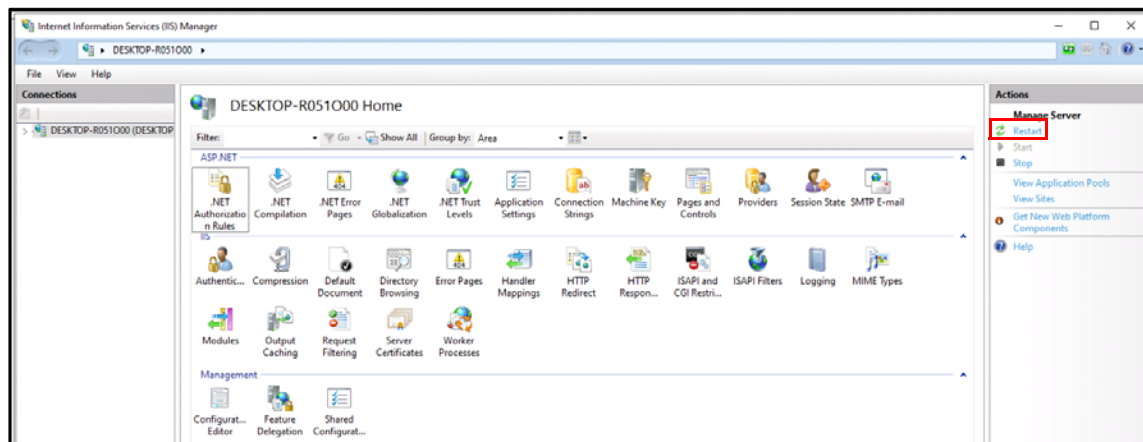 Internet Information Services (IIS) Manager
DESKTOP-R051O00
File View Help
Connections
DESKTOP-R051O00 (DESKTOP
DESKTOP-R051O00 Home
Filter: Go Show All Group by: Area
ASP.NET
.NET Authorizatio n Rules
.NET Compilation
.NET Error Pages
.NET Globalization
.NET Trust Levels
Application Settings
Connection Strings
Machine Key
Pages and Controls
Providers
Session State
SMTP E-mail
IIS
Authentic...
Compression
Default Document
Directory Browsing
Error Pages
Handler Mappings
HTTP Redirect
HTTP Respon...
ISAPI and CGI Restri...
ISAPI Filters
Logging
MIME Types
Modules
Output Caching
Request Filtering
Server Certificates
Worker Processes
Management
Configurat... Editor
Feature Delegation
Shared Configurat...
Actions
Manage Server
Restart
Start
Stop
View Application Pools
View Sites
Get New Web Platform
Components
Help